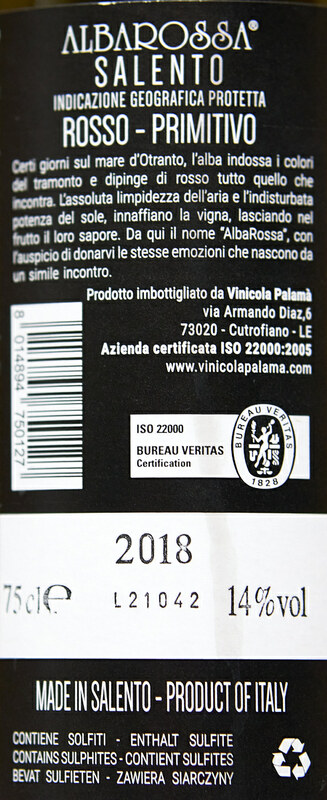 ALBAROSSA®
SALENTO
INDICAZIONE GEOGRAFICA PROTETTA
ROSSO - PRIMITIVO
Certi giorni sul mare d'Otranto, l'alba indossa i colori
del tramonto e dipinge di rosso tutto quello che
incontra. L'assoluta limpidezza dell'aria e l'indisturbata
potenza del sole, innaffiano la vigna, lasciando nel
frutto il loro sapore. Da qui il nome "AlbaRossa", con
l'auspicio di donarvi le stesse emozioni che nascono da
un simile incontro.
Prodotto imbottigliato da Vinicola Palamà
via Armando Diaz,6
73020 - Cutrofiano - LE
Azienda certificata ISO 22000:2005
www.vinicolapalama.com
8 014894 750127
ISO 22000
BUREAU VERITAS
Certification
BUREAU VERITAS
1828
2018
75cl℮ L21042 14%vol
MADE IN SALENTO - PRODUCT OF ITALY
CONTIENE SOLFITI - ENTHALT SULFITE
CONTAINS SULPHITES - CONTIENT SULFITES
BEVAT SULFIETEN - ZAWIERA SIARCZYNY